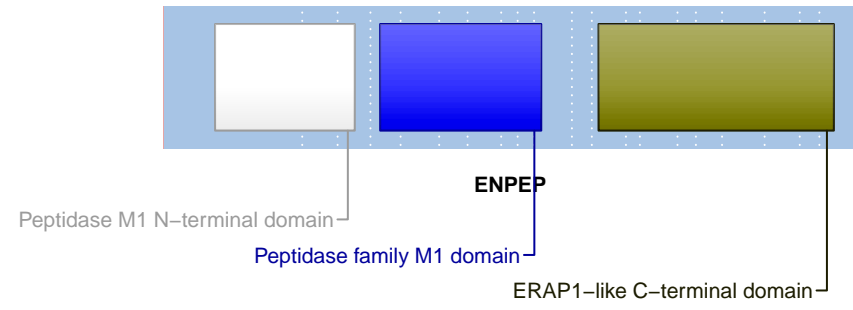 ENPEP
Peptidase M1 N−terminal domain
Peptidase family M1 domain
ERAP1−like C−terminal domain